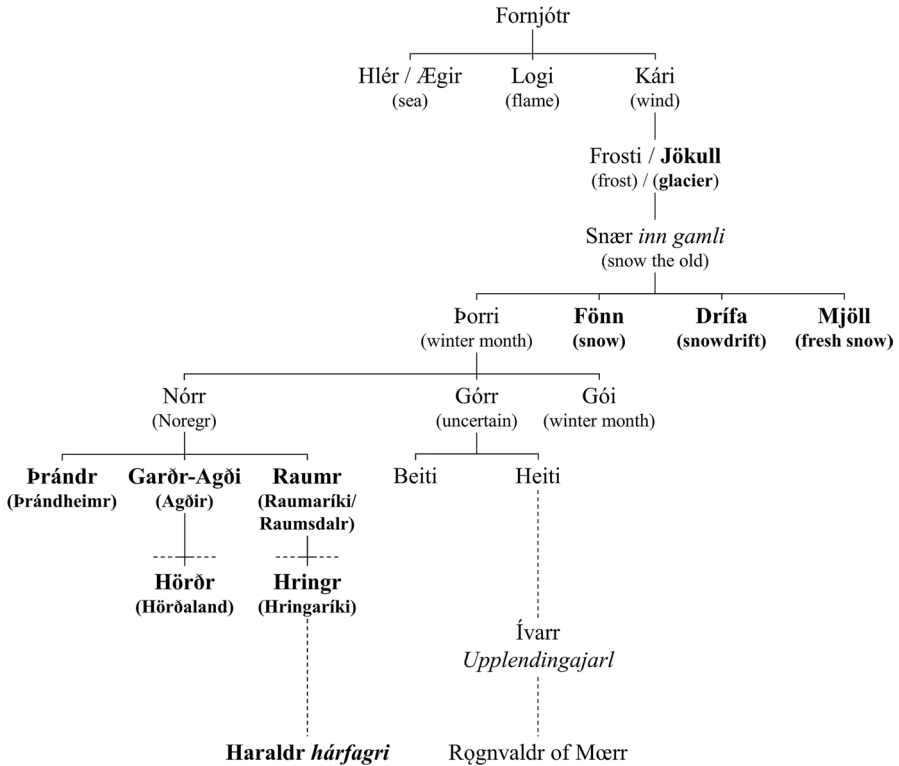 Fornjótr
Hlér / Ægir Logi Kári
(sea) (flame) (wind)
Frosti / Jökull
(frost) / (glacier)
Snær inn gamli
(snow the old)
Þorri Fönn Drífa Mjöll
(winter month) (snow) (snowdrift) (fresh snow)
Nórr Górr Gói
(Noregr) (uncertain) (winter month)
Þrándr Garðr-Agði Raumr Beiti Heiti
(Þrándheimr) (Agðir) (Raumaríki/
Raumsdalr)
Hörðr Hringr
(Hörðaland) (Hringaríki)
Ívarr
Upplendingajarl
Haraldr hárfagri Rǫgnvaldr of Mœrr